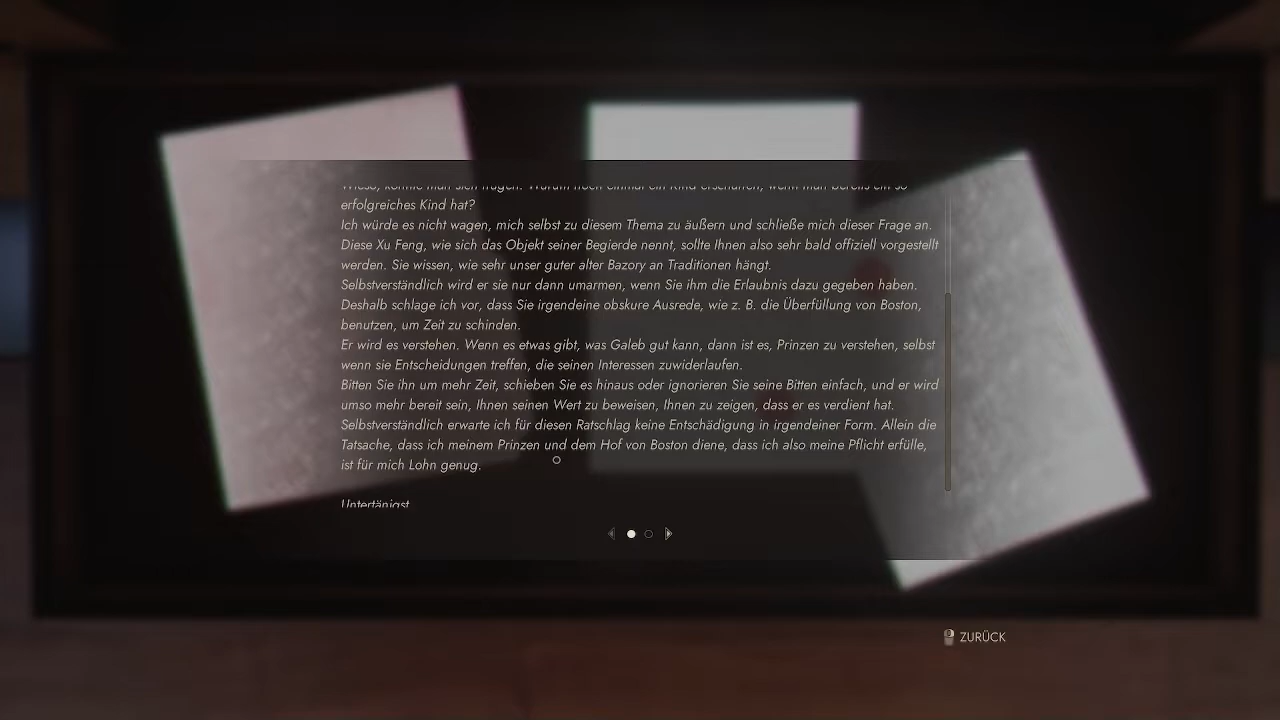 erfolgreiches Kind hat?
Ich würde es nicht wagen, mich selbst zu diesem Thema zu äußern und schließe mich dieser Frage an.
Diese Xu Feng, wie sich das Objekt seiner Begierde nennt, sollte Ihnen also sehr bald offiziell vorgestellt
werden. Sie wissen, wie sehr unser guter alter Bazory an Traditionen hängt.
Selbstverständlich wird er sie nur dann umarmen, wenn Sie ihm die Erlaubnis dazu gegeben haben.
Deshalb schlage ich vor, dass Sie irgendeine obskure Ausrede, wie z. B. die Überfüllung von Boston,
benutzen, um Zeit zu schinden.
Er wird es verstehen. Wenn es etwas gibt, was Galeb gut kann, dann ist es, Prinzen zu verstehen, selbst
wenn sie Entscheidungen treffen, die seinen Interessen zuwiderlaufen.
Bitten Sie ihn um mehr Zeit, schieben Sie es hinaus oder ignorieren Sie seine Bitten einfach, und er wird
umso mehr bereit sein, Ihnen seinen Wert zu beweisen, Ihnen zu zeigen, dass er es verdient hat.
Selbstverständlich erwarte ich für diesen Ratschlag keine Entschädigung in irgendeiner Form. Allein die
Tatsache, dass ich meinem Prinzen und dem Hof von Boston diene, dass ich also meine Pflicht erfülle,
ist für mich Lohn genug.
Untertänigst
ZURÜCK